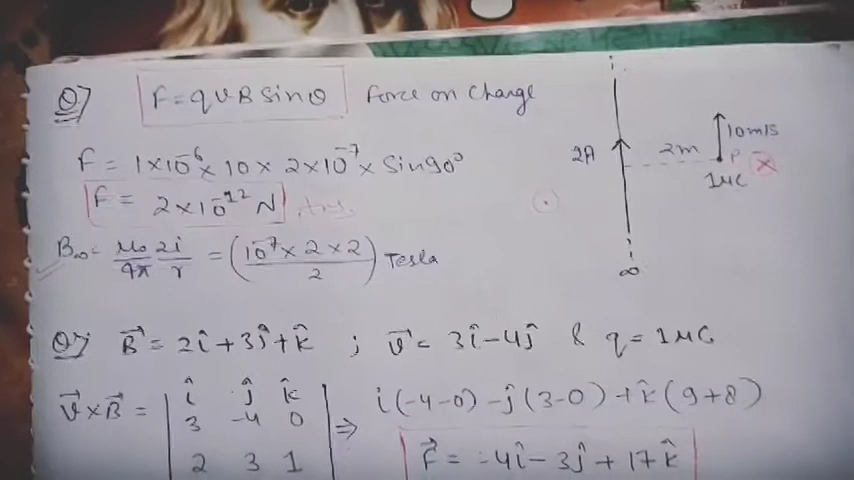 Q7 F = qvB sinθ Force on Charge
F = 1×10⁻⁶ × 10 × 2×10⁻⁷ × Sin90°
F = 2×10⁻¹² N Ans.
B∞ = μ₀/4π 2i/r = (10⁻⁷×2×2/2) Tesla
2A 2m 10m/s
P ×
1μC
∞
Q7 B⃗ = 2î+3ĵ+k̂ ; v⃗ = 3î-4ĵ & q = 1μC
v⃗×B⃗ = | î ĵ k̂ | ⇒ i(-4-0) - ĵ(3-0) + k̂(9+8)
3 -4 0
2 3 1 F⃗ = -4î-3ĵ+17k̂